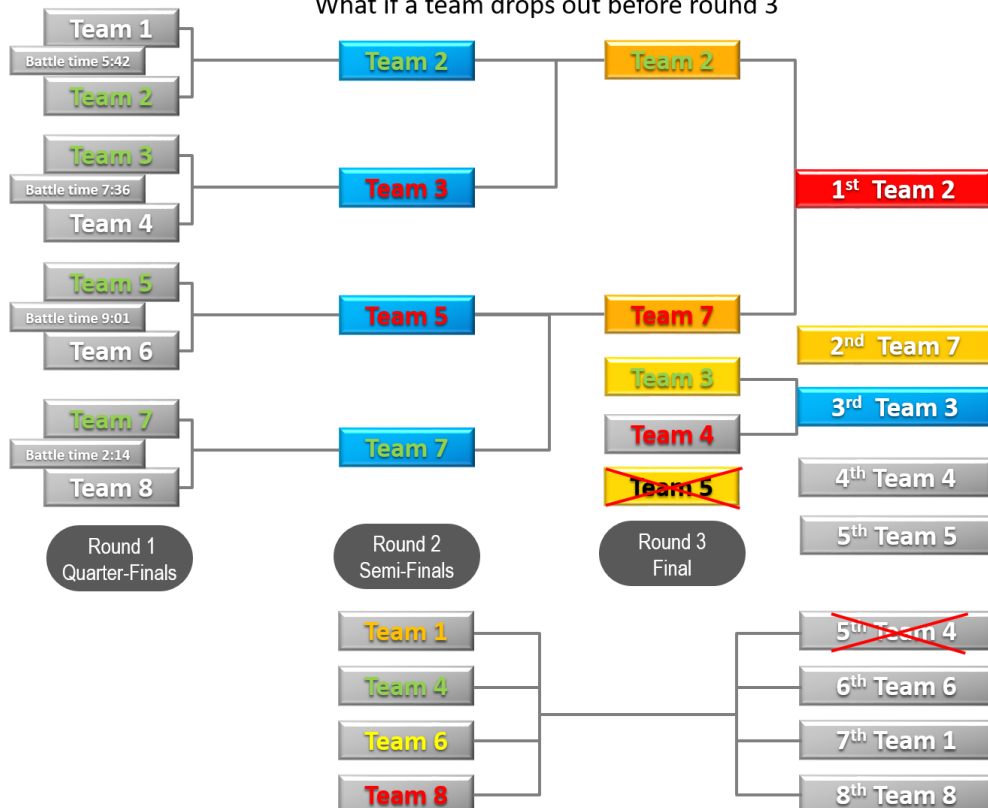 What if a team drops out before round 3
Team 1
Battle time 5:42
Team 2
Team 3
Battle time 7:36
Team 4
Team 5
Battle time 9:01
Team 6
Team 7
Battle time 2:14
Team 8
Round 1
Quarter-Finals
Team 2
Team 3
Team 5
Team 7
Round 2
Semi-Finals
Team 2
Team 7
Team 3
Team 4
Team 5
Round 3
Final
1st Team 2
2nd Team 7
3rd Team 3
4th Team 4
5th Team 5
Team 1
Team 4
Team 6
Team 8
5th Team 4
6th Team 6
7th Team 1
8th Team 8